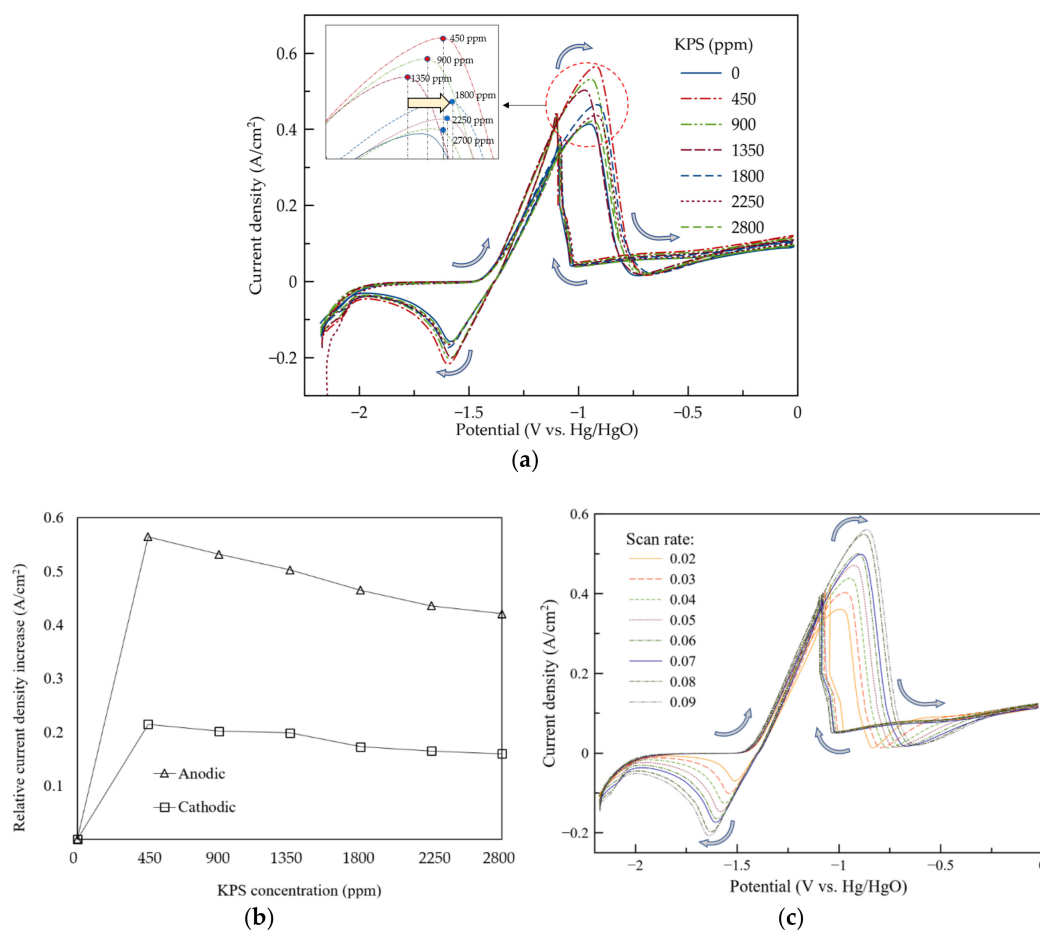 450 ppm
900 ppm
1350 ppm
1800 ppm
2250 ppm
2700 ppm
KPS (ppm)
0
450
900
1350
1800
2250
2800
0.6
0.4
0.2
0
−0.2
Current density (A/cm²)
−2
−1.5
−1
−0.5
0
Potential (V vs. Hg/HgO)
(a)
0.6
0.5
0.4
0.3
0.2
0.1
Relative current density increase (A/cm²)
Anodic
Cathodic
0
450
900
1350
1800
2250
2800
KPS concentration (ppm)
(b)
0.6
0.4
0.2
0
−0.2
Current density (A/cm²)
Scan rate:
0.02
0.03
0.04
0.05
0.06
0.07
0.08
0.09
−2
−1.5
−1
−0.5
0
Potential (V vs. Hg/HgO)
(c)